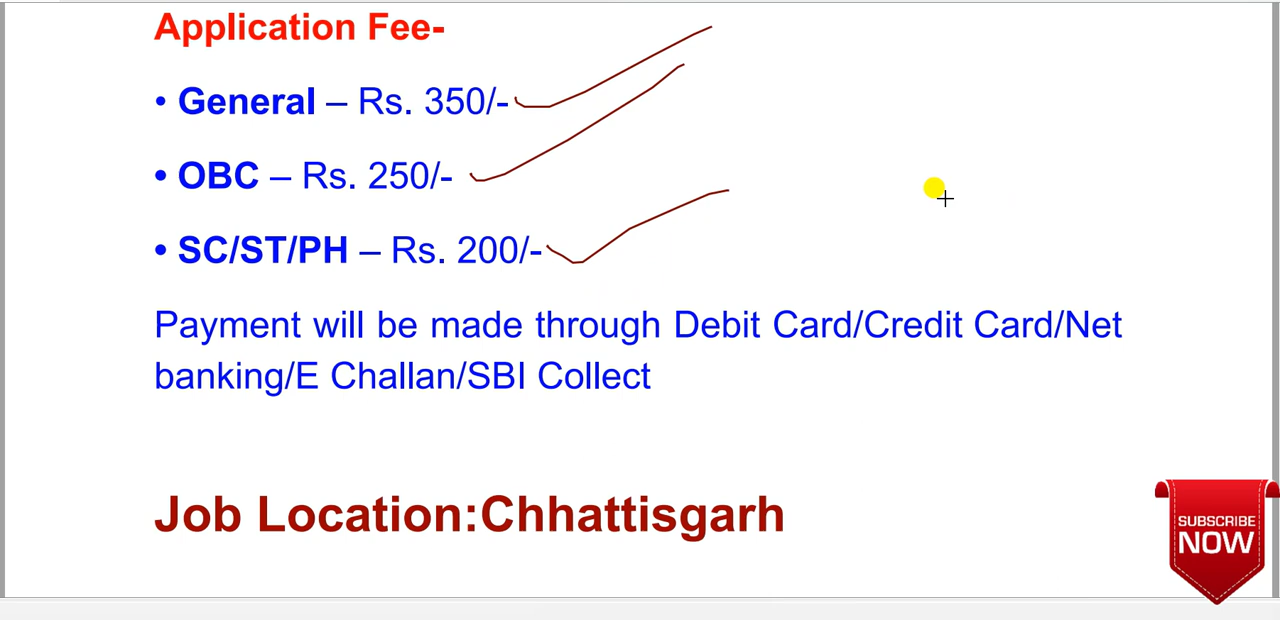 Application Fee-
• General – Rs. 350/-
• OBC – Rs. 250/-
• SC/ST/PH – Rs. 200/-
Payment will be made through Debit Card/Credit Card/Net
banking/E Challan/SBI Collect
Job Location:Chhattisgarh
SUBSCRIBE
NOW